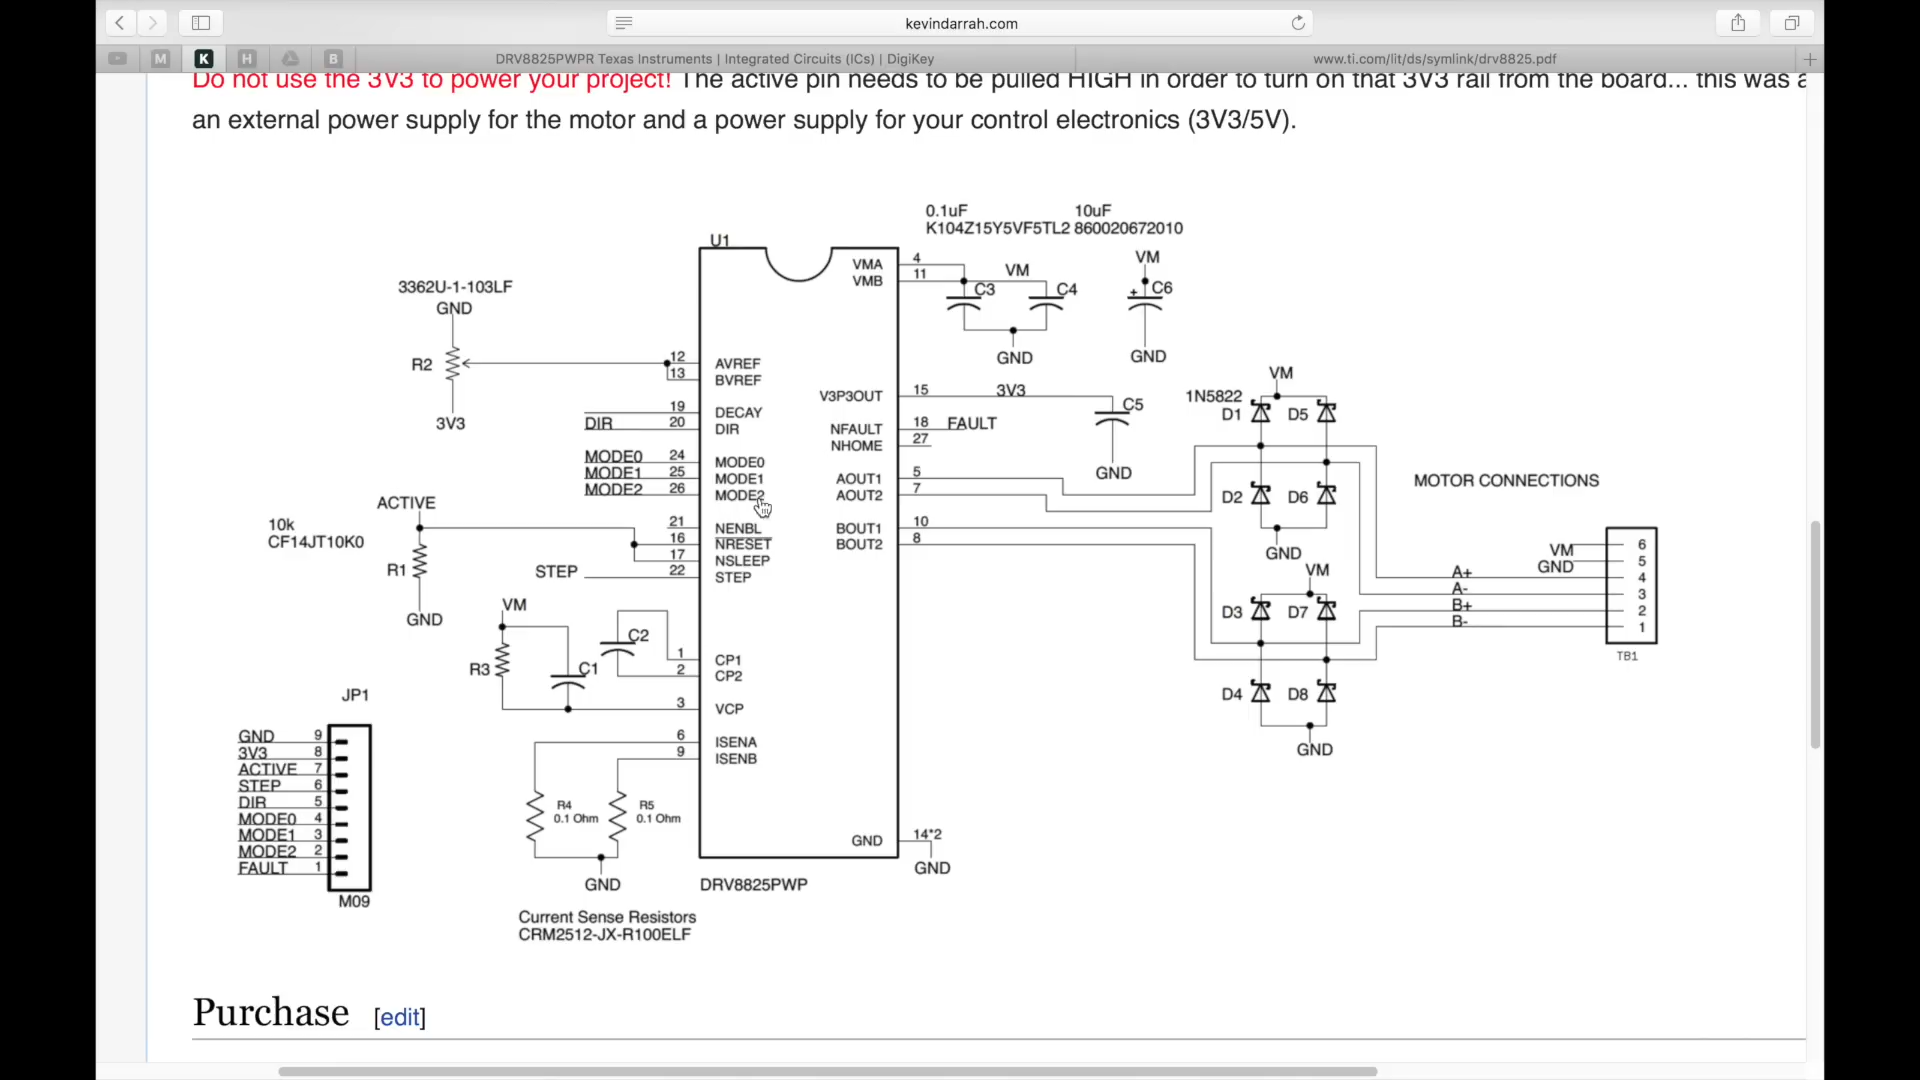 kevindarrah.com
M
K
H
B
DRV8825PWPR Texas Instruments | Integrated Circuits (ICs) | DigiKey
www.ti.com/lit/ds/symlink/drv8825.pdf
Do not use the 3V3 to power your project! The active pin needs to be pulled HIGH in order to turn on that 3V3 rail from the board... this was a
an external power supply for the motor and a power supply for your control electronics (3V3/5V).
0.1uF 10uF
K104Z15Y5VF5TL2 860020672010
U1
VMA 4
VMB 11
VM
C3
C4
GND
VM
+ C6
GND
3362U-1-103LF
GND
R2
3V3
12 AVREF
13 BVREF
19 DECAY
DIR 20 DIR
MODE0 24 MODE0
MODE1 25 MODE1
MODE2 26 MODE2
V3P3OUT 15 3V3
C5
GND
NFAULT 18 FAULT
NHOME 27
AOUT1 5
AOUT2 7
BOUT1 10
BOUT2 8
ACTIVE
10k
CF14JT10K0
R1
GND
21 NENBL
16 NRESET
17 NSLEEP
STEP 22 STEP
VM
R3
C1
C2
1 CP1
2 CP2
3 VCP
6 ISENA
9 ISENB
R4
0.1 Ohm
R5
0.1 Ohm
GND
Current Sense Resistors
CRM2512-JX-R100ELF
GND 14*2
GND
DRV8825PWP
VM
1N5822
D1 D5
D2 D6
GND
VM
D3 D7
D4 D8
GND
MOTOR CONNECTIONS
VM 6
GND 5
A+ 4
A- 3
B+ 2
B- 1
TB1
JP1
GND 9
3V3 8
ACTIVE 7
STEP 6
DIR 5
MODE0 4
MODE1 3
MODE2 2
FAULT 1
M09
Purchase [edit]